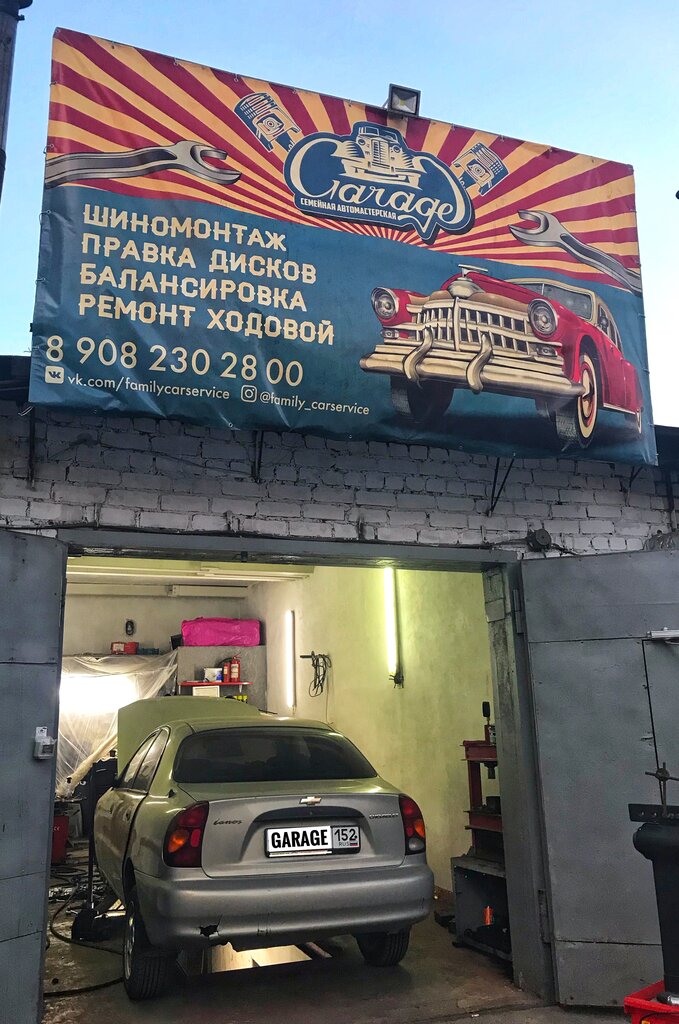 Garage
СЕМЕЙНАЯ АВТОМАСТЕРСКАЯ
ШИНОМОНТАЖ
ПРАВКА ДИСКОВ
БАЛАНСИРОВКА
РЕМОНТ ХОДОВОЙ
8 908 230 28 00
vk.com/familycarservice @family_carservice
Lanos CHEVROLET
GARAGE 152
RUS